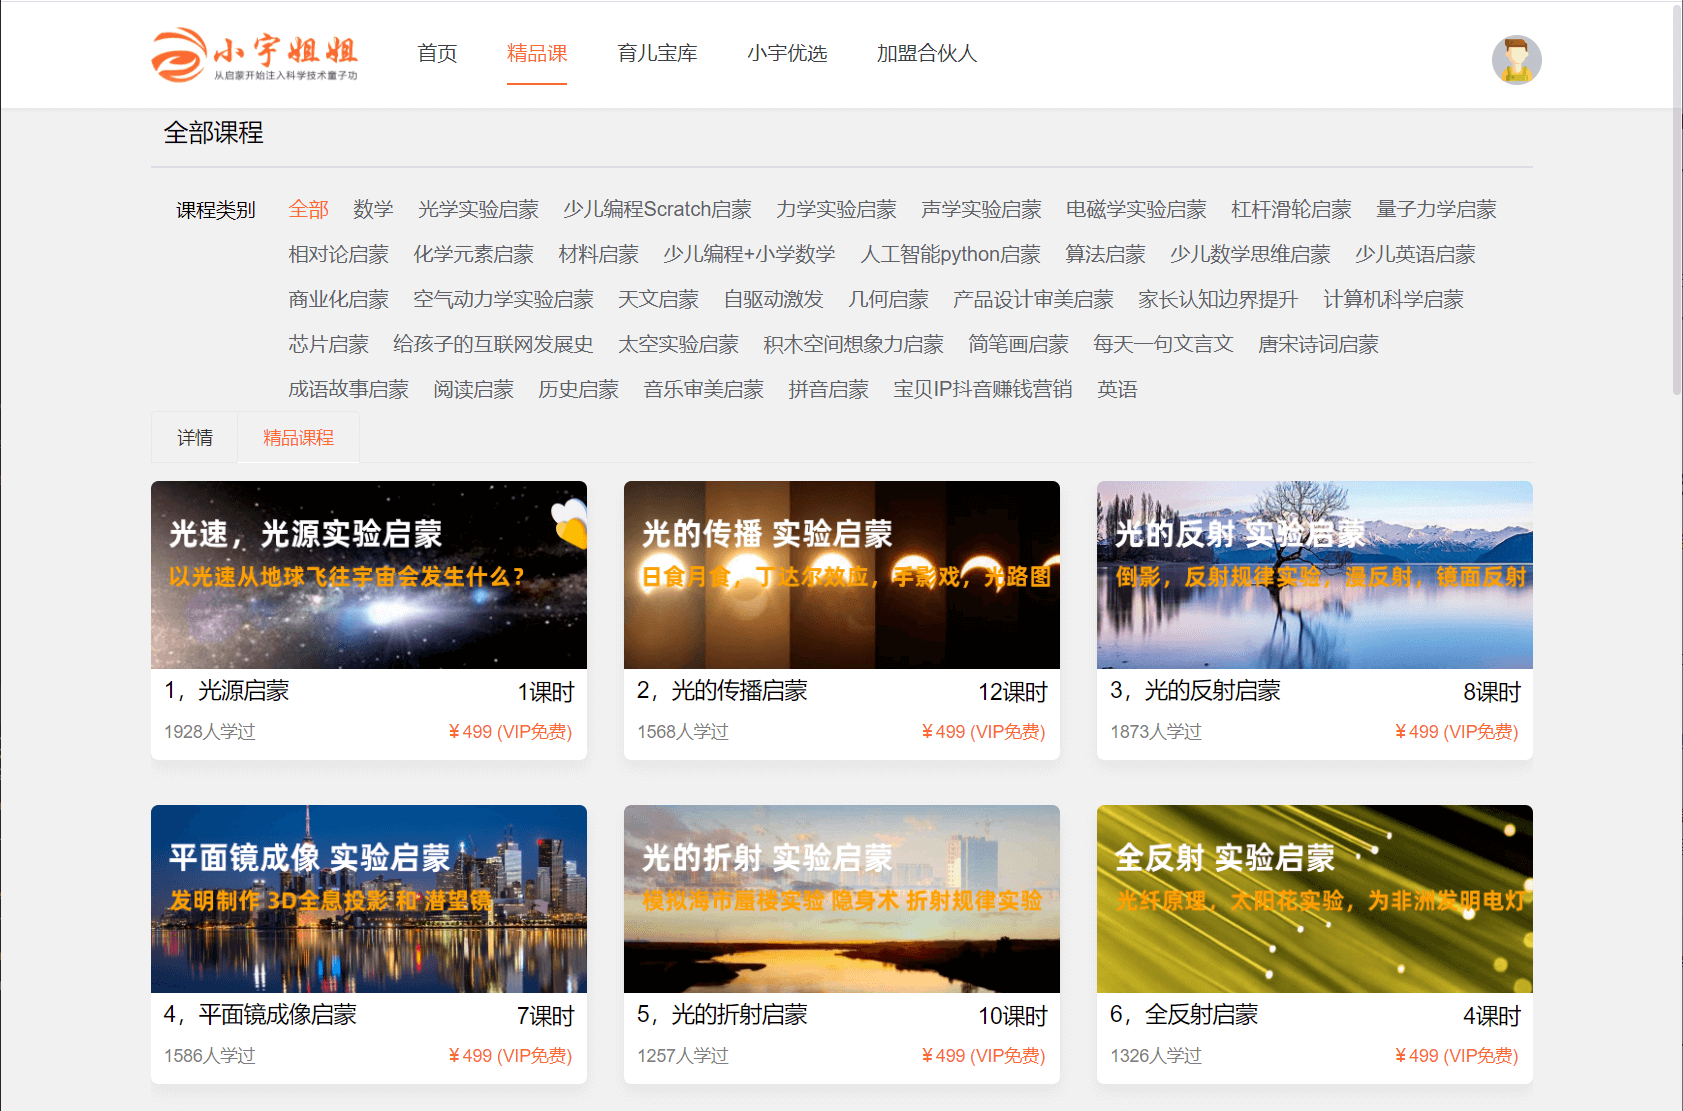 小宇姐姐
从启蒙开始注入科学技术童子功
首页 精品课 育儿宝库 小宇优选 加盟合伙人
全部课程
课程类别 全部 数学 光学实验启蒙 少儿编程Scratch启蒙 力学实验启蒙 声学实验启蒙 电磁学实验启蒙 杠杆滑轮启蒙 量子力学启蒙
相对论启蒙 化学元素启蒙 材料启蒙 少儿编程+小学数学 人工智能python启蒙 算法启蒙 少儿数学思维启蒙 少儿英语启蒙
商业化启蒙 空气动力学实验启蒙 天文启蒙 自驱动激发 几何启蒙 产品设计审美启蒙 家长认知边界提升 计算机科学启蒙
芯片启蒙 给孩子的互联网发展史 太空实验启蒙 积木空间想象力启蒙 简笔画启蒙 每天一句文言文 唐宋诗词启蒙
成语故事启蒙 阅读启蒙 历史启蒙 音乐审美启蒙 拼音启蒙 宝贝IP抖音赚钱营销 英语
详情 精品课程
光速，光源实验启蒙
以光速从地球飞往宇宙会发生什么?
1，光源启蒙 1课时
1928人学过 ¥499 (VIP免费)
光的传播 实验启蒙
日食月食，丁达尔效应，手影戏，光路图
2，光的传播启蒙 12课时
1568人学过 ¥499 (VIP免费)
光的反射 实验启蒙
倒影，反射规律实验，漫反射，镜面反射
3，光的反射启蒙 8课时
1873人学过 ¥499 (VIP免费)
平面镜成像 实验启蒙
发明制作 3D全息投影 和 潜望镜
4，平面镜成像启蒙 7课时
1586人学过 ¥499 (VIP免费)
光的折射 实验启蒙
模拟海市蜃楼实验 隐身术 折射规律实验
5，光的折射启蒙 10课时
1257人学过 ¥499 (VIP免费)
全反射 实验启蒙
光纤原理，太阳花实验，为非洲发明电灯
6，全反射启蒙 4课时
1326人学过 ¥499 (VIP免费)